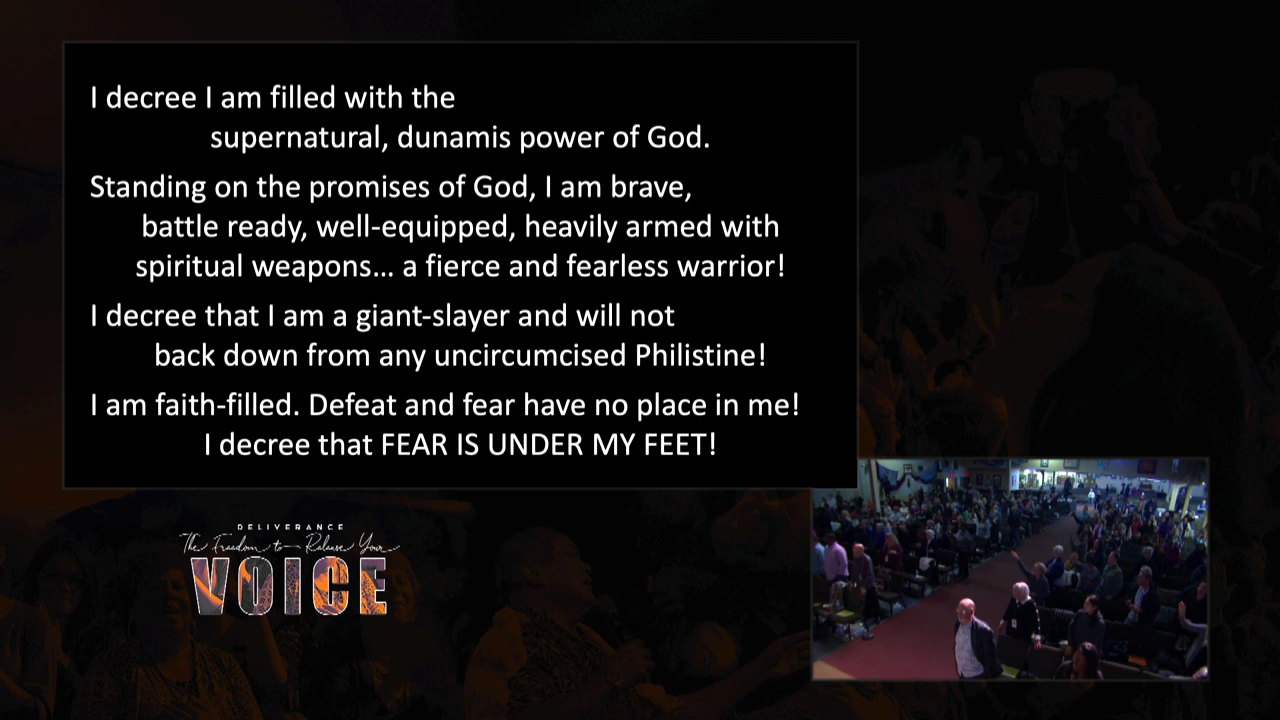 I decree I am filled with the
supernatural, dunamis power of God.
Standing on the promises of God, I am brave,
battle ready, well-equipped, heavily armed with
spiritual weapons... a fierce and fearless warrior!
I decree that I am a giant-slayer and will not
back down from any uncircumcised Philistine!
I am faith-filled. Defeat and fear have no place in me!
I decree that FEAR IS UNDER MY FEET!
DELIVERANCE
The Freedom to Release Your
VOICE